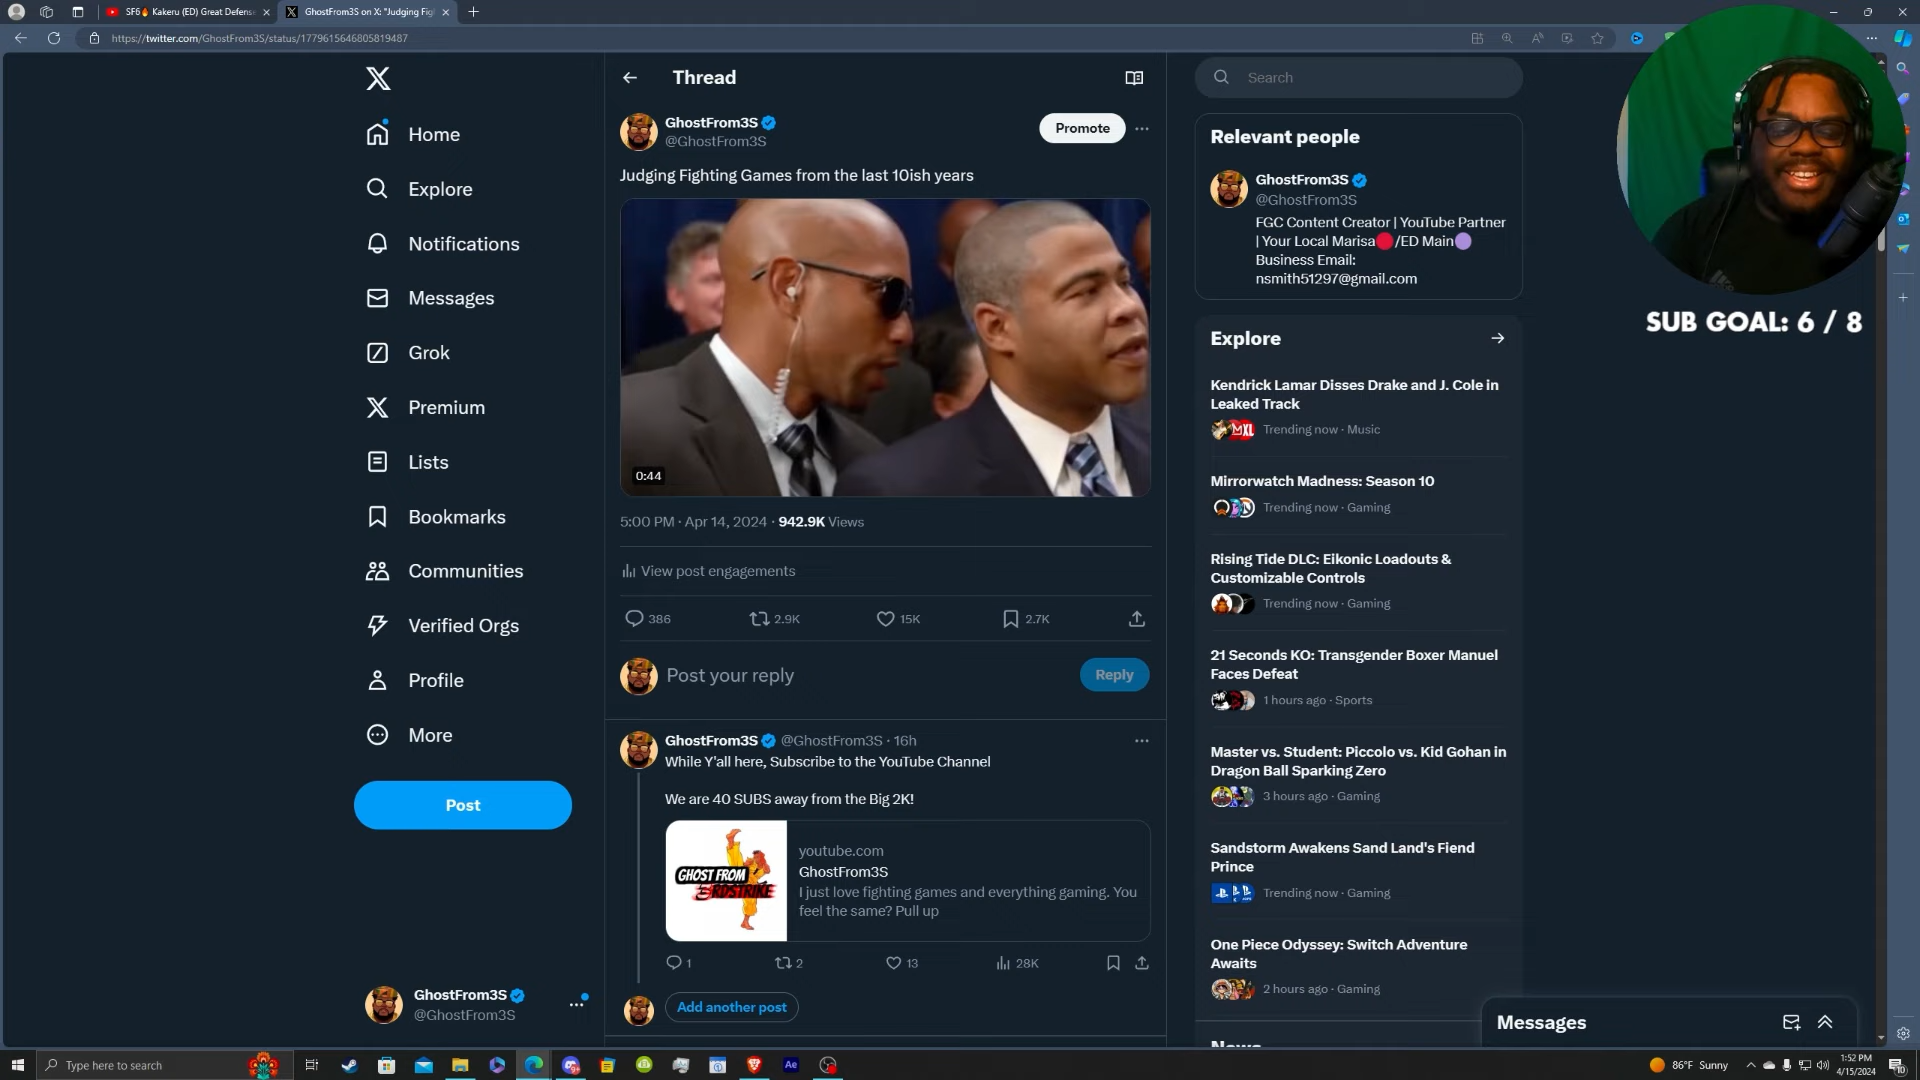 SF6🔥 Kakeru (ED) Great Defens
GhostFrom3S on X: "Judging Fig
https://twitter.com/GhostFrom3S/status/1779615646805819487
Home
Explore
Notifications
Messages
Grok
Premium
Lists
Bookmarks
Communities
Verified Orgs
Profile
More
Post
GhostFrom3S
@GhostFrom3S
Thread
GhostFrom3S
@GhostFrom3S
Promote
Judging Fighting Games from the last 10ish years
0:44
5:00 PM · Apr 14, 2024 · 942.9K Views
View post engagements
386
2.9K
15K
2.7K
Post your reply
Reply
GhostFrom3S @GhostFrom3S · 16h
While Y'all here, Subscribe to the YouTube Channel
We are 40 SUBS away from the Big 2K!
GHOST FROM
3RDSTRIKE
youtube.com
GhostFrom3S
I just love fighting games and everything gaming. You
feel the same? Pull up
1
2
13
28K
Add another post
Search
Relevant people
GhostFrom3S
@GhostFrom3S
FGC Content Creator | YouTube Partner
| Your Local Marisa🔴/ED Main🟣
Business Email:
nsmith51297@gmail.com
Explore
Kendrick Lamar Disses Drake and J. Cole in
Leaked Track
Trending now · Music
Mirrorwatch Madness: Season 10
Trending now · Gaming
Rising Tide DLC: Eikonic Loadouts &
Customizable Controls
Trending now · Gaming
21 Seconds KO: Transgender Boxer Manuel
Faces Defeat
1 hours ago · Sports
Master vs. Student: Piccolo vs. Kid Gohan in
Dragon Ball Sparking Zero
3 hours ago · Gaming
Sandstorm Awakens Sand Land's Fiend
Prince
Trending now · Gaming
One Piece Odyssey: Switch Adventure
Awaits
2 hours ago · Gaming
News
Messages
SUB GOAL: 6 / 8
Type here to search
Ae
86°F Sunny
1:52 PM
4/15/2024